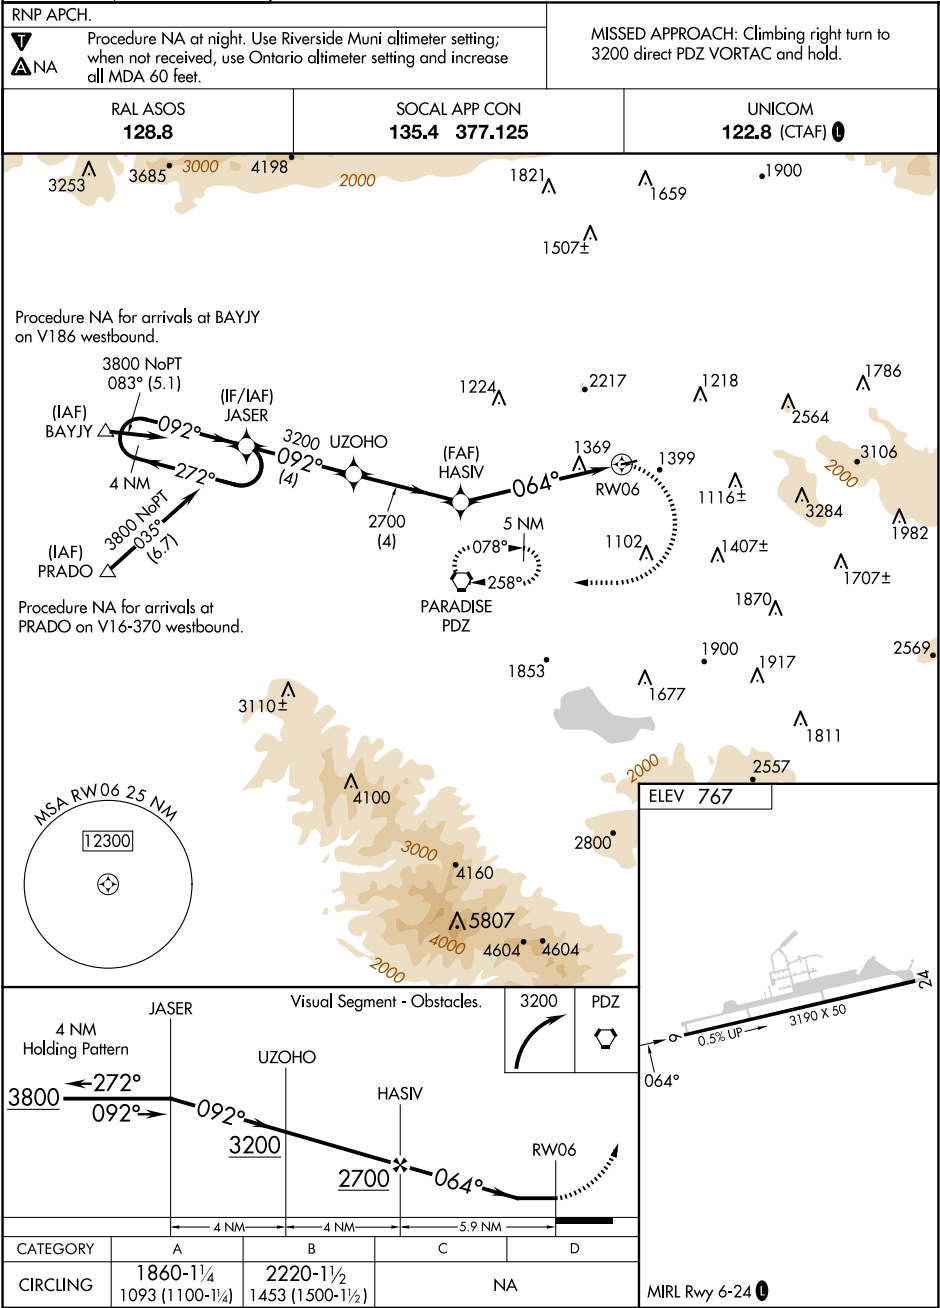 RNP APCH.
T
A NA
Procedure NA at night. Use Riverside Muni altimeter setting;
when not received, use Ontario altimeter setting and increase
all MDA 60 feet.
MISSED APPROACH: Climbing right turn to
3200 direct PDZ VORTAC and hold.
RAL ASOS
128.8
SOCAL APP CON
135.4 377.125
UNICOM
122.8 (CTAF) L
3253
3685
3000
4198
2000
1821
1659
1900
1507±
Procedure NA for arrivals at BAYJY
on V186 westbound.
3800 NoPT
083° (5.1)
(IAF)
BAYJY
092°
272°
4 NM
(IF/IAF)
JASER
3200
092°
(4)
UZOHO
2700
(4)
(FAF)
HASIV
064°
RW06
3800 NoPT
035°
(6.7)
(IAF)
PRADO
Procedure NA for arrivals at
PRADO on V16-370 westbound.
5 NM
078°
258°
PARADISE
PDZ
1224
2217
1218
1786
2564
1369
1399
3106
2000
1116±
3284
1982
1102
1407±
1707±
1870
2569
1853
1900
1917
1677
1811
3110±
4100
2000
2557
2800
3000
4160
5807
4000
4604
4604
2000
MSA RW06 25 NM
12300
ELEV 767
24
6
0.5% UP
3190 X 50
064°
MIRL Rwy 6-24 L
4 NM
Holding Pattern
JASER
Visual Segment - Obstacles.
3200
PDZ
UZOHO
HASIV
RW06
272°
3800
092°
092°
3200
2700
064°
4 NM
4 NM
5.9 NM
CATEGORY A B C D
CIRCLING
1860-1¼
1093 (1100-1¼)
2220-1½
1453 (1500-1½)
NA